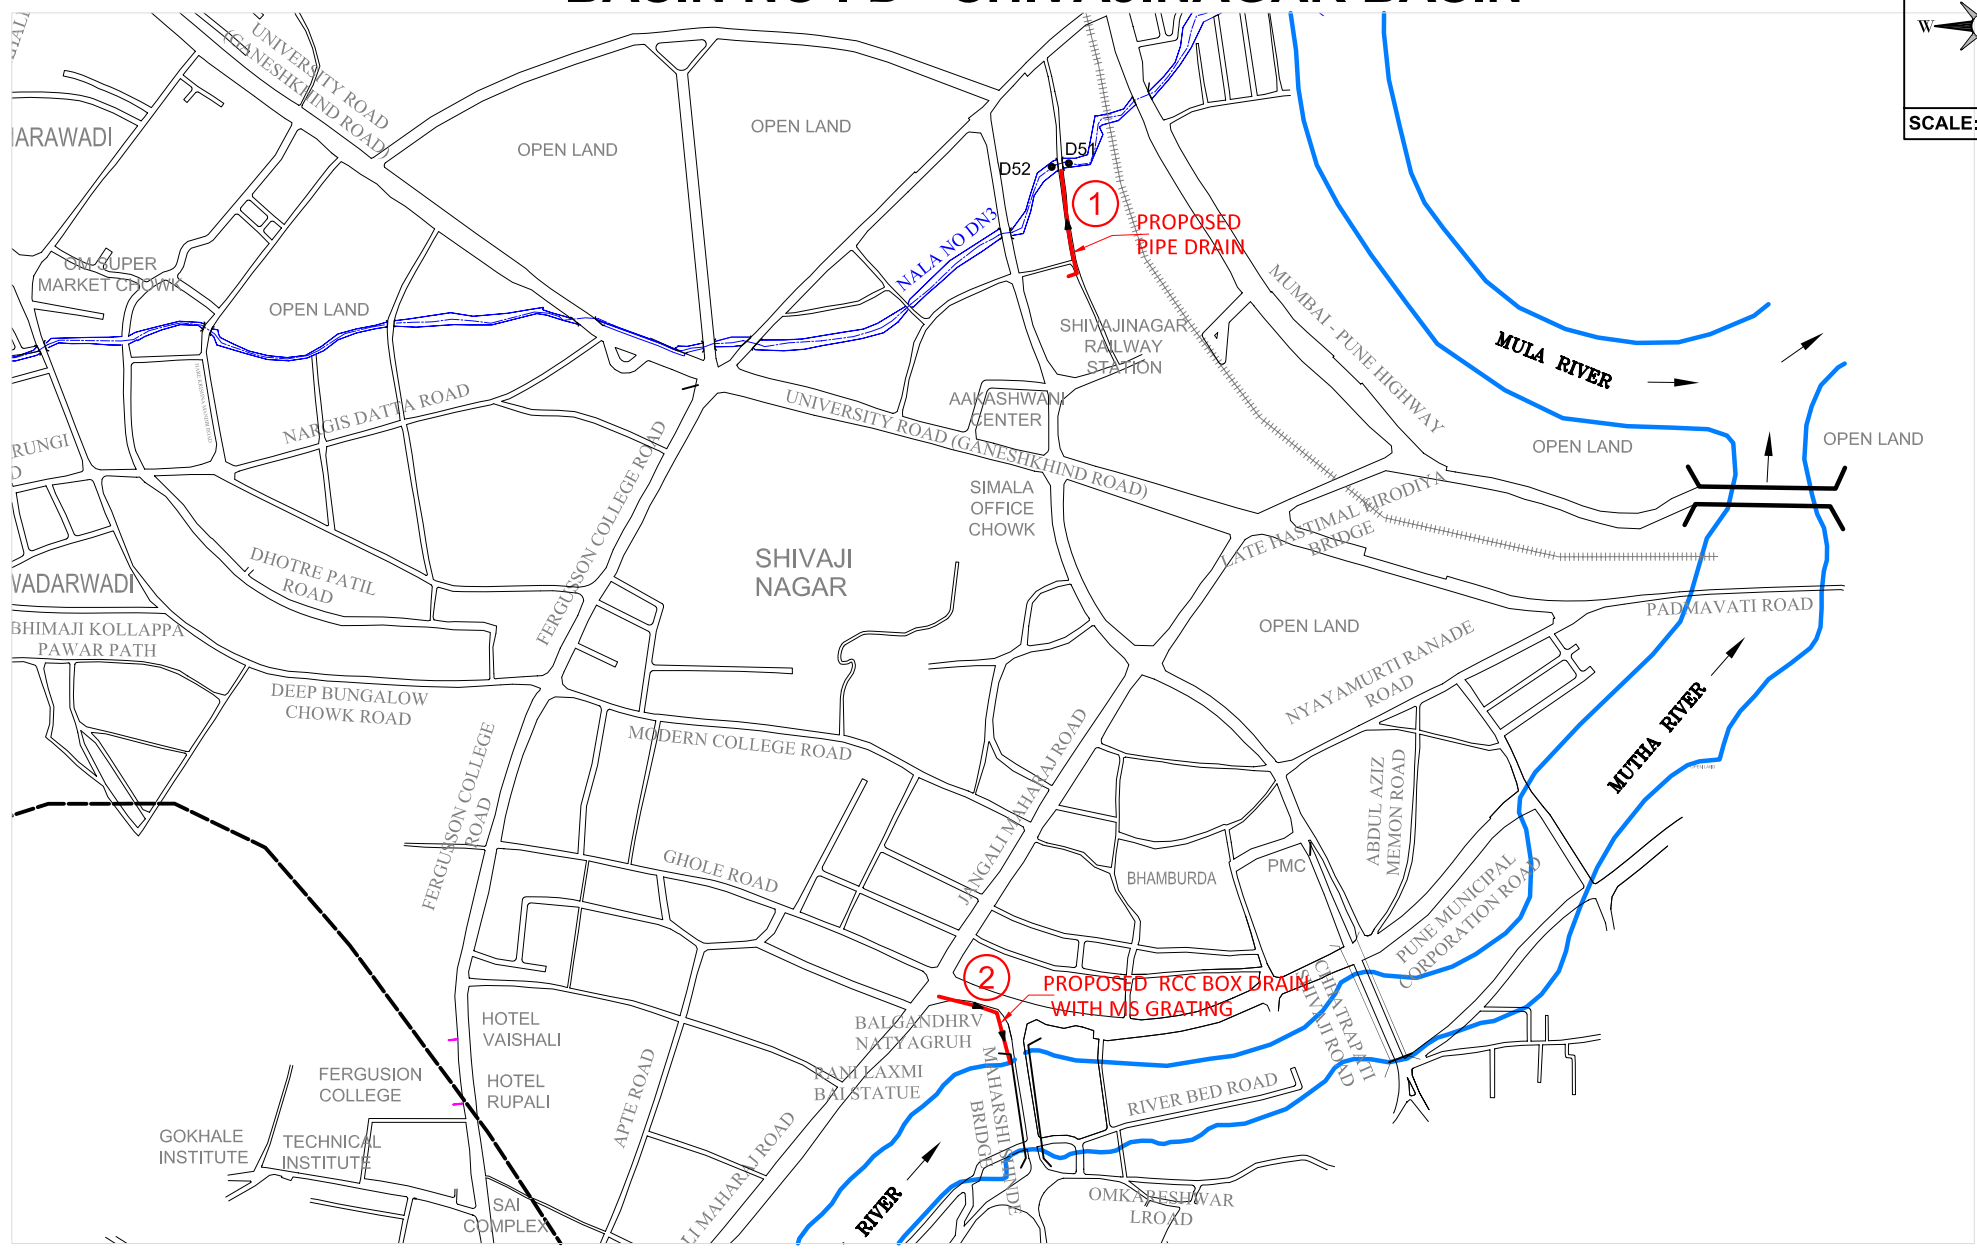 UNIVERSITY ROAD
(GANESHKHIND ROAD)
W
SCALE:
OPEN LAND
OPEN LAND
D51
D52
1
PROPOSED
PIPE DRAIN
NALA NO DN3
OM SUPER
MARKET CHOWK
OPEN LAND
MUMBAI - PUNE HIGHWAY
SHIVAJINAGAR
RAILWAY
STATION
MULA RIVER
NARGIS DATTA ROAD
AAKASHWANI
CENTER
UNIVERSITY ROAD (GANESHKHIND ROAD)
OPEN LAND
OPEN LAND
FERGUSSON COLLEGE ROAD
SIMALA
OFFICE
CHOWK
LATE HASTIMAL FIRODIYA
BRIDGE
SHIVAJI
NAGAR
DHOTRE PATIL
ROAD
WADARWADI
PADMAVATI ROAD
BHIMAJI KOLLAPPA
PAWAR PATH
OPEN LAND
NYAYAMURTI RANADE
ROAD
DEEP BUNGALOW
CHOWK ROAD
MODERN COLLEGE ROAD
MUTHA RIVER
FERGUSSON COLLEGE
ROAD
JANGALI MAHARAJ ROAD
ABDUL AZIZ
MEMON ROAD
GHOLE ROAD
BHAMBURDA
PMC
PUNE MUNICIPAL
CORPORATION ROAD
2
PROPOSED RCC BOX DRAIN
WITH MS GRATING
CHHATRAPATI
SHIVAJI ROAD
HOTEL
VAISHALI
BALGANDHRV
NATYAGRUH
RANI LAXMI
BAI STATUE
FERGUSION
COLLEGE
HOTEL
RUPALI
APTE ROAD
MAHARSHI SHINDE
BRIDGE
RIVER BED ROAD
GOKHALE
INSTITUTE
TECHNICAL
INSTITUTE
SAI
COMPLEX
LI MAHARAJ ROAD
RIVER
OMKARESHWAR
LROAD